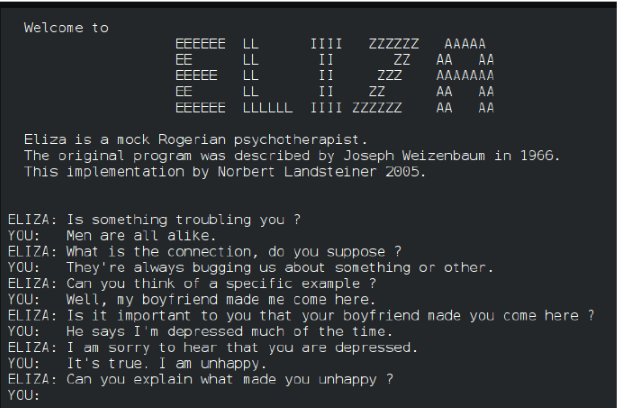 Welcome to
EEEEEE  LL      IIII   ZZZZZZ   AAAAA
EE      LL       II       ZZ   AA   AA
EEEEE   LL       II      ZZZ   AAAAAAA
EE      LL       II     ZZ     AA   AA
EEEEEE  LLLLLL  IIII ZZZZZZ    AA   AA
Eliza is a mock Rogerian psychotherapist.
The original program was described by Joseph Weizenbaum in 1966.
This implementation by Norbert Landsteiner 2005.
ELIZA: Is something troubling you ?
YOU:   Men are all alike.
ELIZA: What is the connection, do you suppose ?
YOU:   They're always bugging us about something or other.
ELIZA: Can you think of a specific example ?
YOU:   Well, my boyfriend made me come here.
ELIZA: Is it important to you that your boyfriend made you come here ?
YOU:   He says I'm depressed much of the time.
ELIZA: I am sorry to hear that you are depressed.
YOU:   It's true. I am unhappy.
ELIZA: Can you explain what made you unhappy ?
YOU: